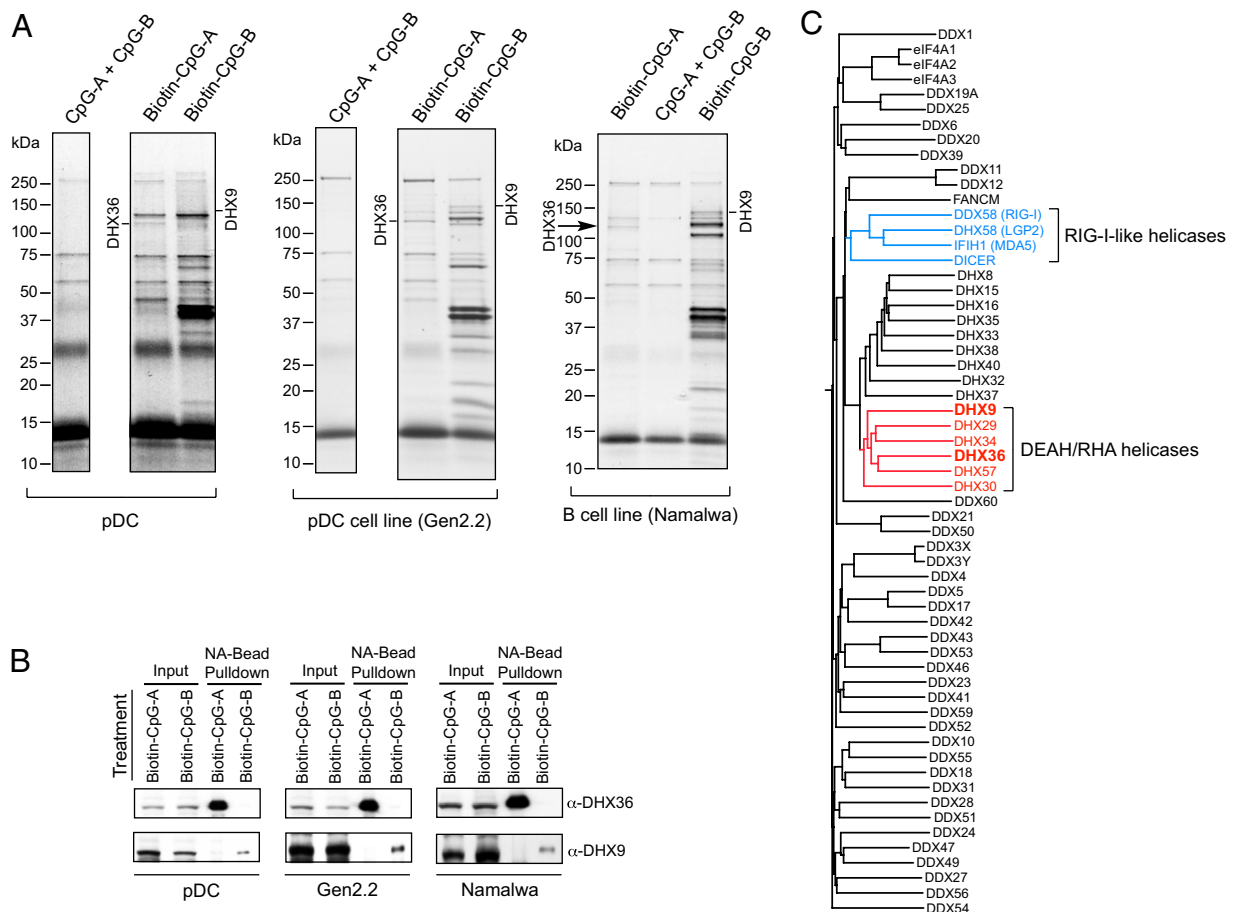 A
CpG-A + CpG-B
Biotin-CpG-A
Biotin-CpG-B
kDa
250
150
100
75
50
37
25
20
15
10
DHX36
DHX9
pDC
CpG-A + CpG-B
Biotin-CpG-A
Biotin-CpG-B
kDa
250
150
100
75
50
37
25
20
15
10
DHX36
DHX9
pDC cell line (Gen2.2)
Biotin-CpG-A
CpG-A + CpG-B
Biotin-CpG-B
kDa
250
150
100
75
50
37
25
20
15
10
DHX36
DHX9
B cell line (Namalwa)
B
Treatment
Input
NA-Bead
Pulldown
Biotin-CpG-A
Biotin-CpG-B
Biotin-CpG-A
Biotin-CpG-B
Input
NA-Bead
Pulldown
Biotin-CpG-A
Biotin-CpG-B
Biotin-CpG-A
Biotin-CpG-B
Input
NA-Bead
Pulldown
Biotin-CpG-A
Biotin-CpG-B
Biotin-CpG-A
Biotin-CpG-B
α-DHX36
α-DHX9
pDC
Gen2.2
Namalwa
C
DDX1
eIF4A1
eIF4A2
eIF4A3
DDX19A
DDX25
DDX6
DDX20
DDX39
DDX11
DDX12
FANCM
DDX58 (RIG-I)
DHX58 (LGP2)
IFIH1 (MDA5)
DICER
RIG-I-like helicases
DHX8
DHX15
DHX16
DHX35
DHX33
DHX38
DHX40
DHX32
DHX37
DHX9
DHX29
DHX34
DHX36
DHX57
DHX30
DEAH/RHA helicases
DDX60
DDX21
DDX50
DDX3X
DDX3Y
DDX4
DDX5
DDX17
DDX42
DDX43
DDX53
DDX46
DDX23
DDX41
DDX59
DDX52
DDX10
DDX55
DDX18
DDX31
DDX28
DDX51
DDX24
DDX47
DDX49
DDX27
DDX56
DDX54